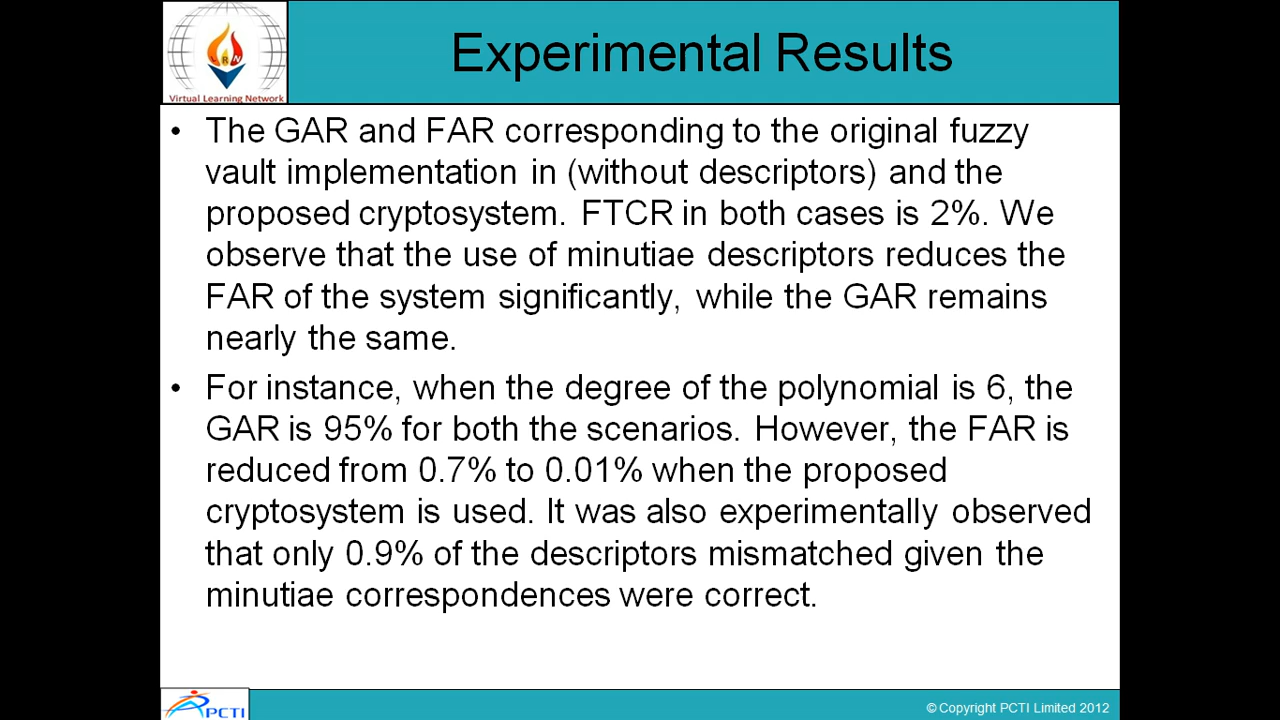 Virtual Learning Network
Experimental Results
• The GAR and FAR corresponding to the original fuzzy
vault implementation in (without descriptors) and the
proposed cryptosystem. FTCR in both cases is 2%. We
observe that the use of minutiae descriptors reduces the
FAR of the system significantly, while the GAR remains
nearly the same.
• For instance, when the degree of the polynomial is 6, the
GAR is 95% for both the scenarios. However, the FAR is
reduced from 0.7% to 0.01% when the proposed
cryptosystem is used. It was also experimentally observed
that only 0.9% of the descriptors mismatched given the
minutiae correspondences were correct.
PCTI
© Copyright PCTI Limited 2012